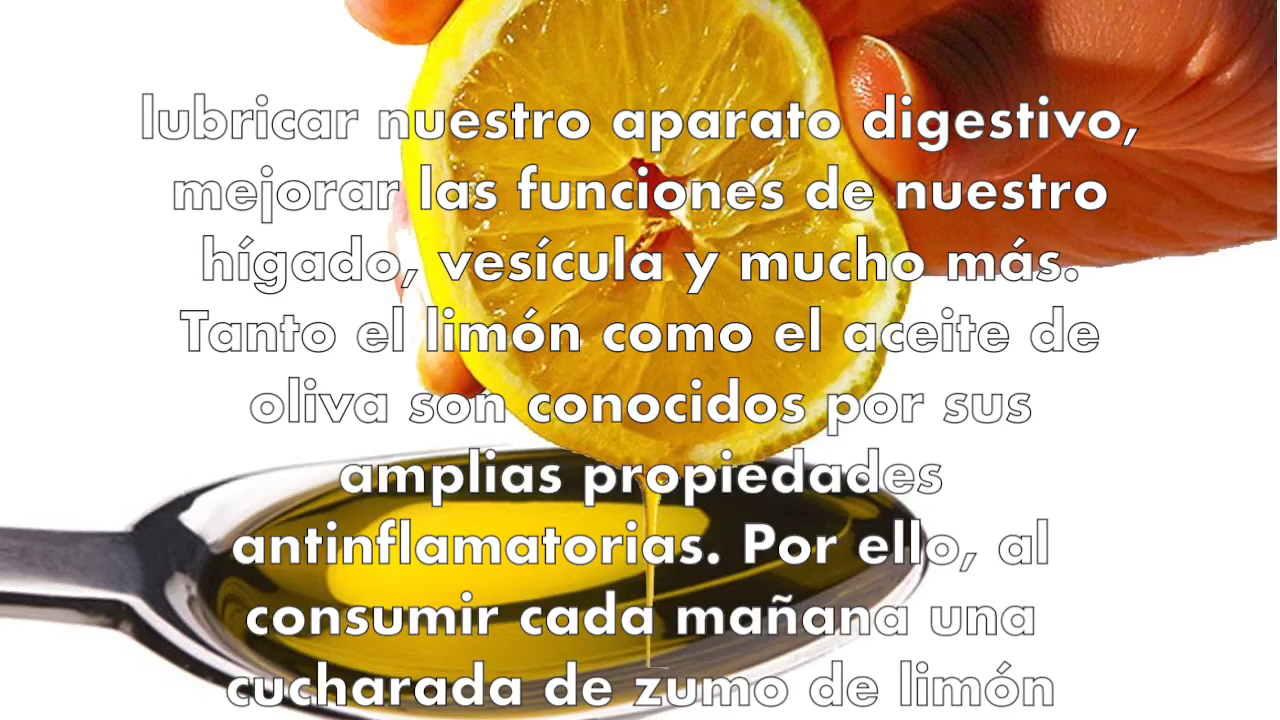 lubricar nuestro aparato digestivo,
mejorar las funciones de nuestro
hígado, vesícula y mucho más.
Tanto el limón como el aceite de
oliva son conocidos por sus
amplias propiedades
antinflamatorias. Por ello, al
consumir cada mañana una
cucharada de zumo de limón